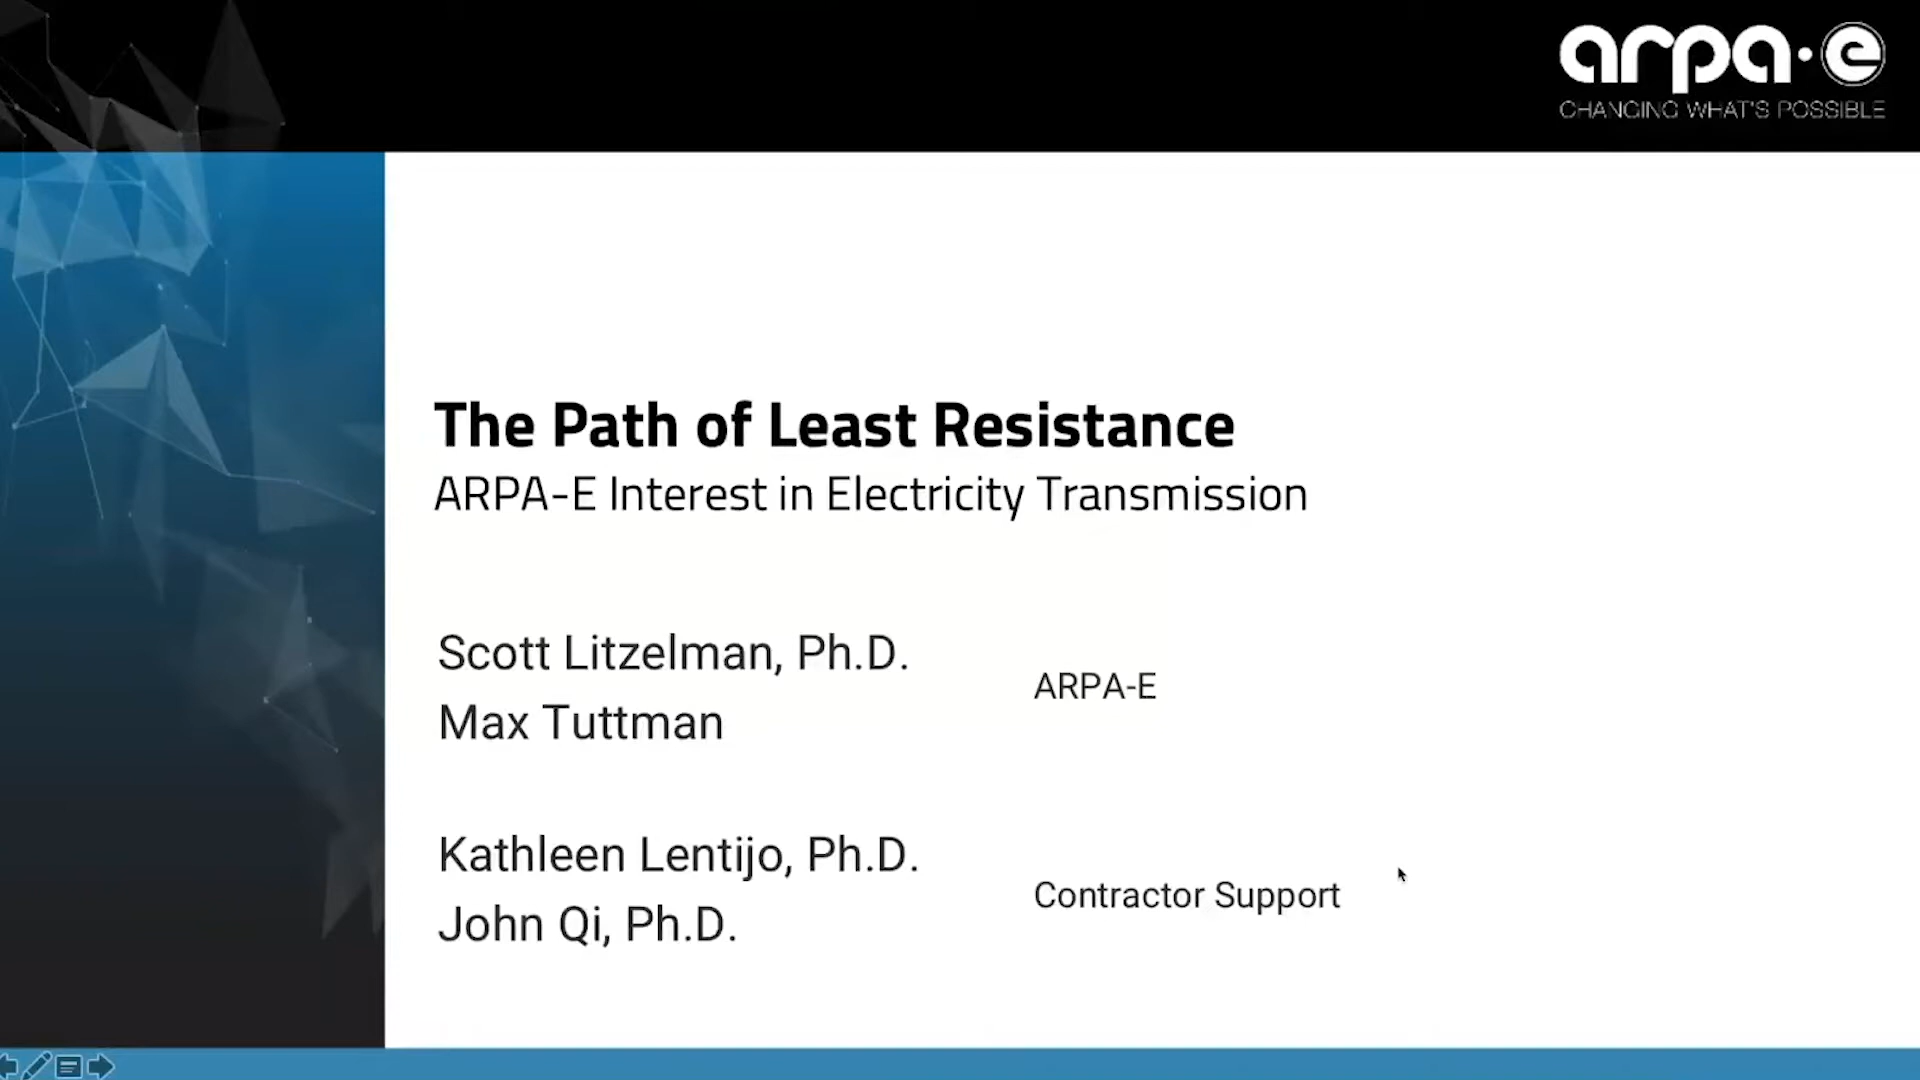 arpa·e
CHANGING WHAT'S POSSIBLE
The Path of Least Resistance
ARPA-E Interest in Electricity Transmission
Scott Litzelman, Ph.D.
Max Tuttman
ARPA-E
Kathleen Lentijo, Ph.D.
John Qi, Ph.D.
Contractor Support